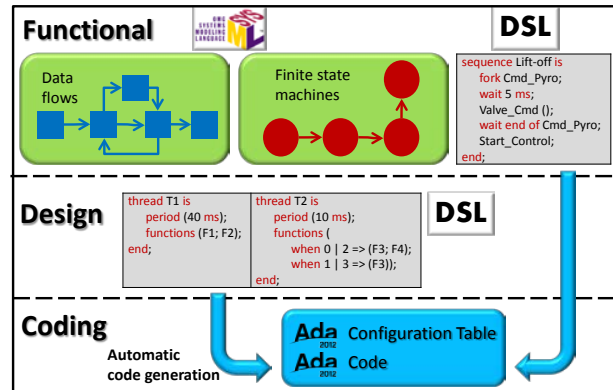 Functional
OMG
SYSTEMS
MODELING
LANGUAGE
SYS
ML
DSL
Data
flows
Finite state
machines
sequence Lift-off is
fork Cmd_Pyro;
wait 5 ms;
Valve_Cmd ();
wait end of Cmd_Pyro;
Start_Control;
end;
Design
thread T1 is
period (40 ms);
functions (F1; F2);
end;
thread T2 is
period (10 ms);
functions (
when 0 | 2 => (F3; F4);
when 1 | 3 => (F3));
end;
DSL
Coding
Automatic
code generation
Ada 2012 Configuration Table
Ada 2012 Code